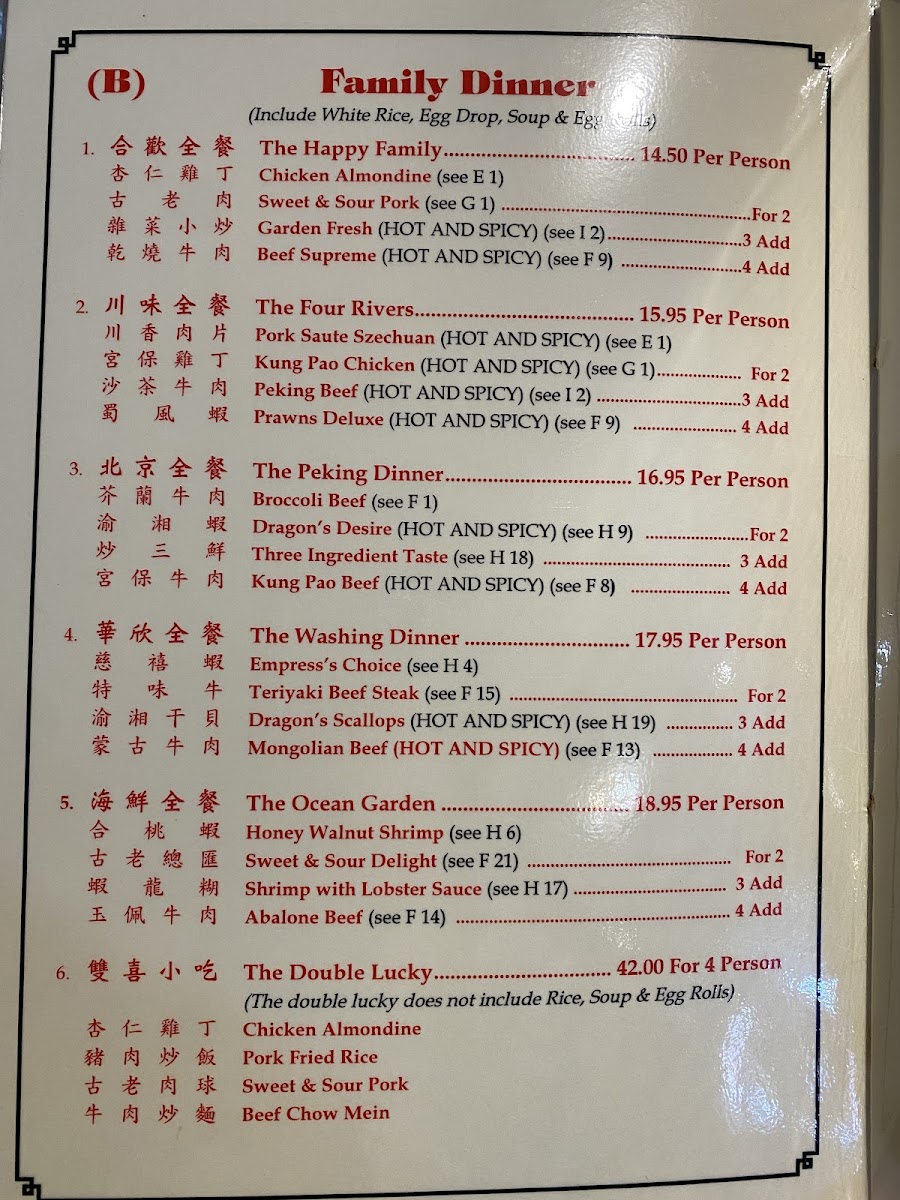 (B) Family Dinner
(Include White Rice, Egg Drop, Soup & Egg Rolls)
1. 合歡全餐 The Happy Family........................... 14.50 Per Person
杏仁雞丁 Chicken Almondine (see E 1)
古老肉 Sweet & Sour Pork (see G 1) ...................................For 2
雜菜小炒 Garden Fresh (HOT AND SPICY) (see I 2)...................3 Add
乾燒牛肉 Beef Supreme (HOT AND SPICY) (see F 9) .................4 Add
2. 川味全餐 The Four Rivers................................ 15.95 Per Person
川香肉片 Pork Saute Szechuan (HOT AND SPICY) (see E 1)
宮保雞丁 Kung Pao Chicken (HOT AND SPICY) (see G 1)............ For 2
沙茶牛肉 Peking Beef (HOT AND SPICY) (see I 2) .....................3 Add
蜀風蝦 Prawns Deluxe (HOT AND SPICY) (see F 9) ............... 4 Add
3. 北京全餐 The Peking Dinner........................... 16.95 Per Person
芥蘭牛肉 Broccoli Beef (see F 1)
渝湘蝦 Dragon's Desire (HOT AND SPICY) (see H 9) ...............For 2
炒三鮮 Three Ingredient Taste (see H 18) ........................... 3 Add
宮保牛肉 Kung Pao Beef (HOT AND SPICY) (see F 8) .............. 4 Add
4. 華欣全餐 The Washing Dinner ........................ 17.95 Per Person
慈禧蝦 Empress's Choice (see H 4)
特味牛 Teriyaki Beef Steak (see F 15) ................................. For 2
渝湘干貝 Dragon's Scallops (HOT AND SPICY) (see H 19) .......... 3 Add
蒙古牛肉 Mongolian Beef (HOT AND SPICY) (see F 13) ............ 4 Add
5. 海鮮全餐 The Ocean Garden ........................... 18.95 Per Person
合桃蝦 Honey Walnut Shrimp (see H 6)
古老總匯 Sweet & Sour Delight (see F 21) .............................. For 2
蝦龍糊 Shrimp with Lobster Sauce (see H 17) ...................... 3 Add
玉佩牛肉 Abalone Beef (see F 14) ........................................ 4 Add
6. 雙喜小吃 The Double Lucky.......................... 42.00 For 4 Person
(The double lucky does not include Rice, Soup & Egg Rolls)
杏仁雞丁 Chicken Almondine
豬肉炒飯 Pork Fried Rice
古老肉球 Sweet & Sour Pork
牛肉炒麵 Beef Chow Mein